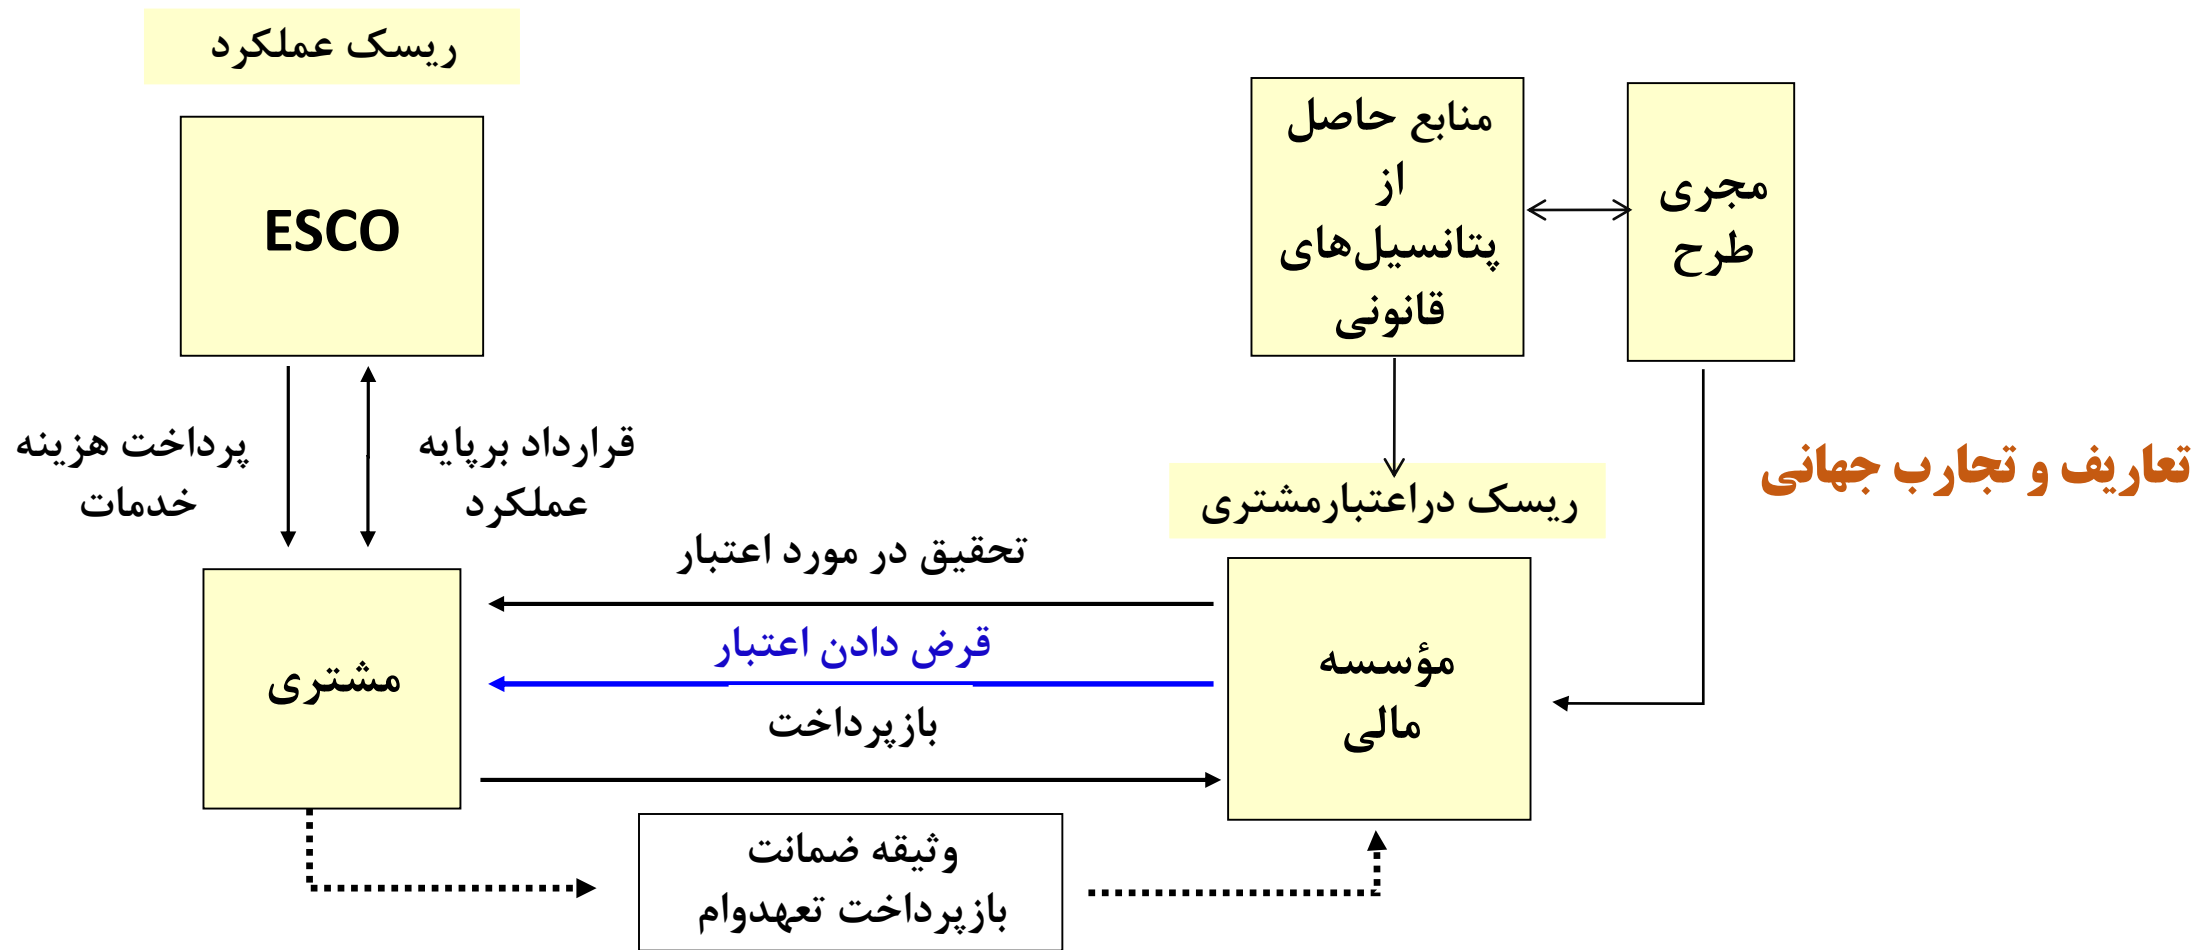 ریسک عملکرد
منابع حاصل
از
پتانسیل‌های
قانونی
مجری
طرح
ESCO
تعاریف و تجارب جهانی
قرارداد برپایه
عملکرد
پرداخت هزینه
خدمات
ریسک دراعتبارمشتری
تحقیق در مورد اعتبار
قرض دادن اعتبار
بازپرداخت
مؤسسه
مالی
مشتری
وثیقه ضمانت
بازپرداخت تعهدوام